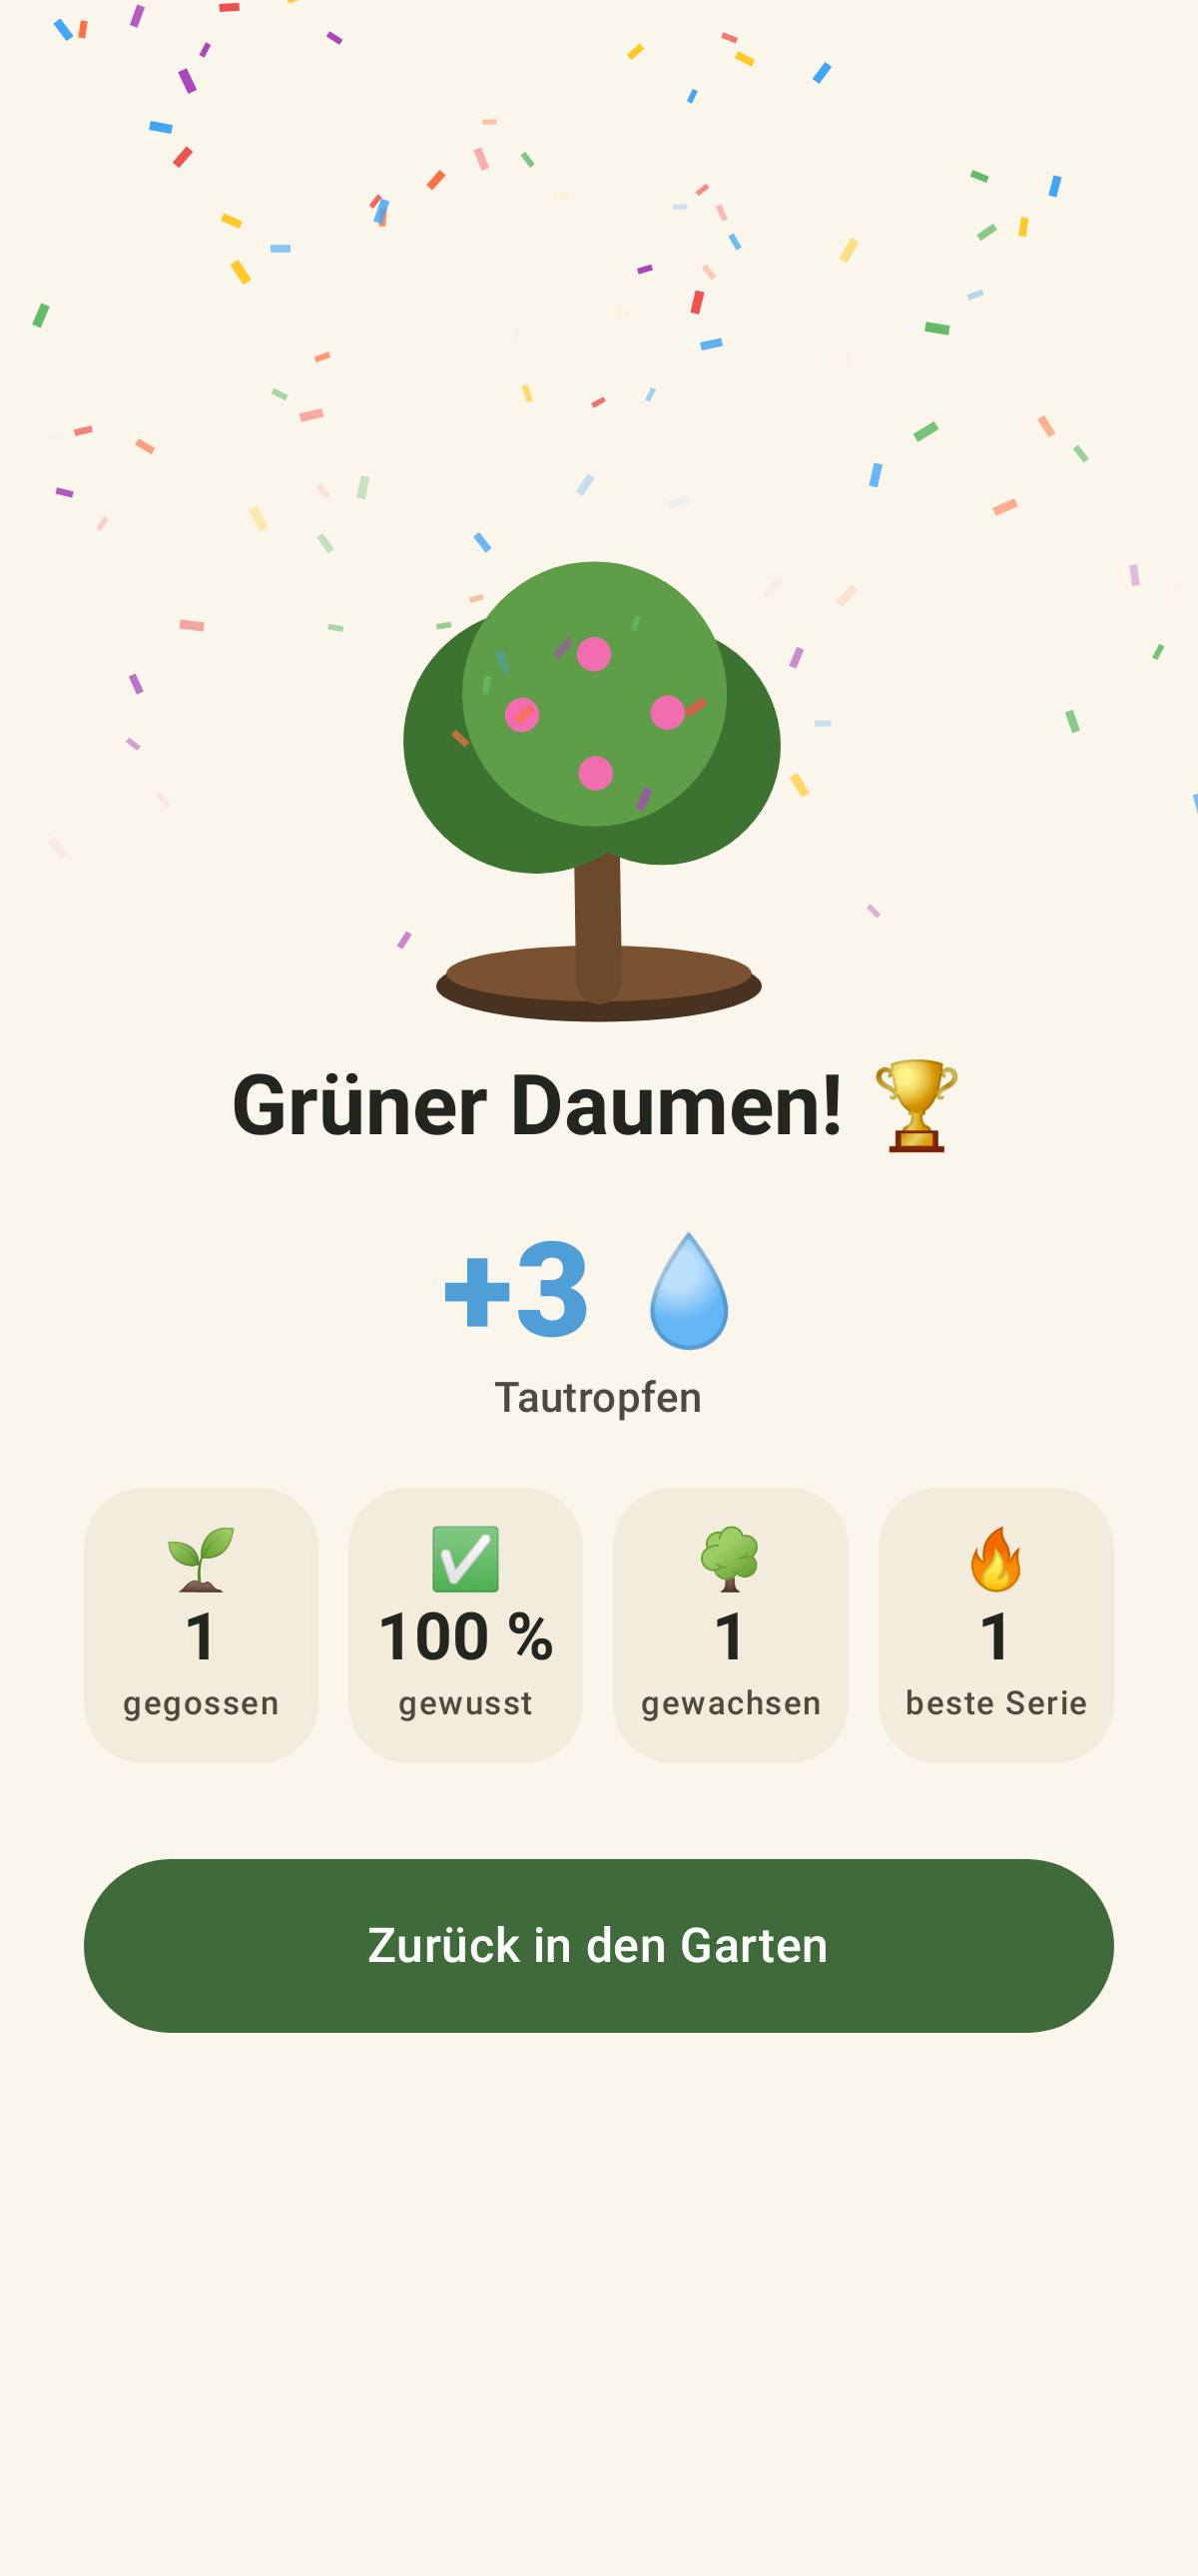 Grüner Daumen! 🏆
+3 💧
Tautropfen
🌱 ✅ 🌳 🔥
1 100 % 1 1
gegossen gewusst gewachsen beste Serie
Zurück in den Garten